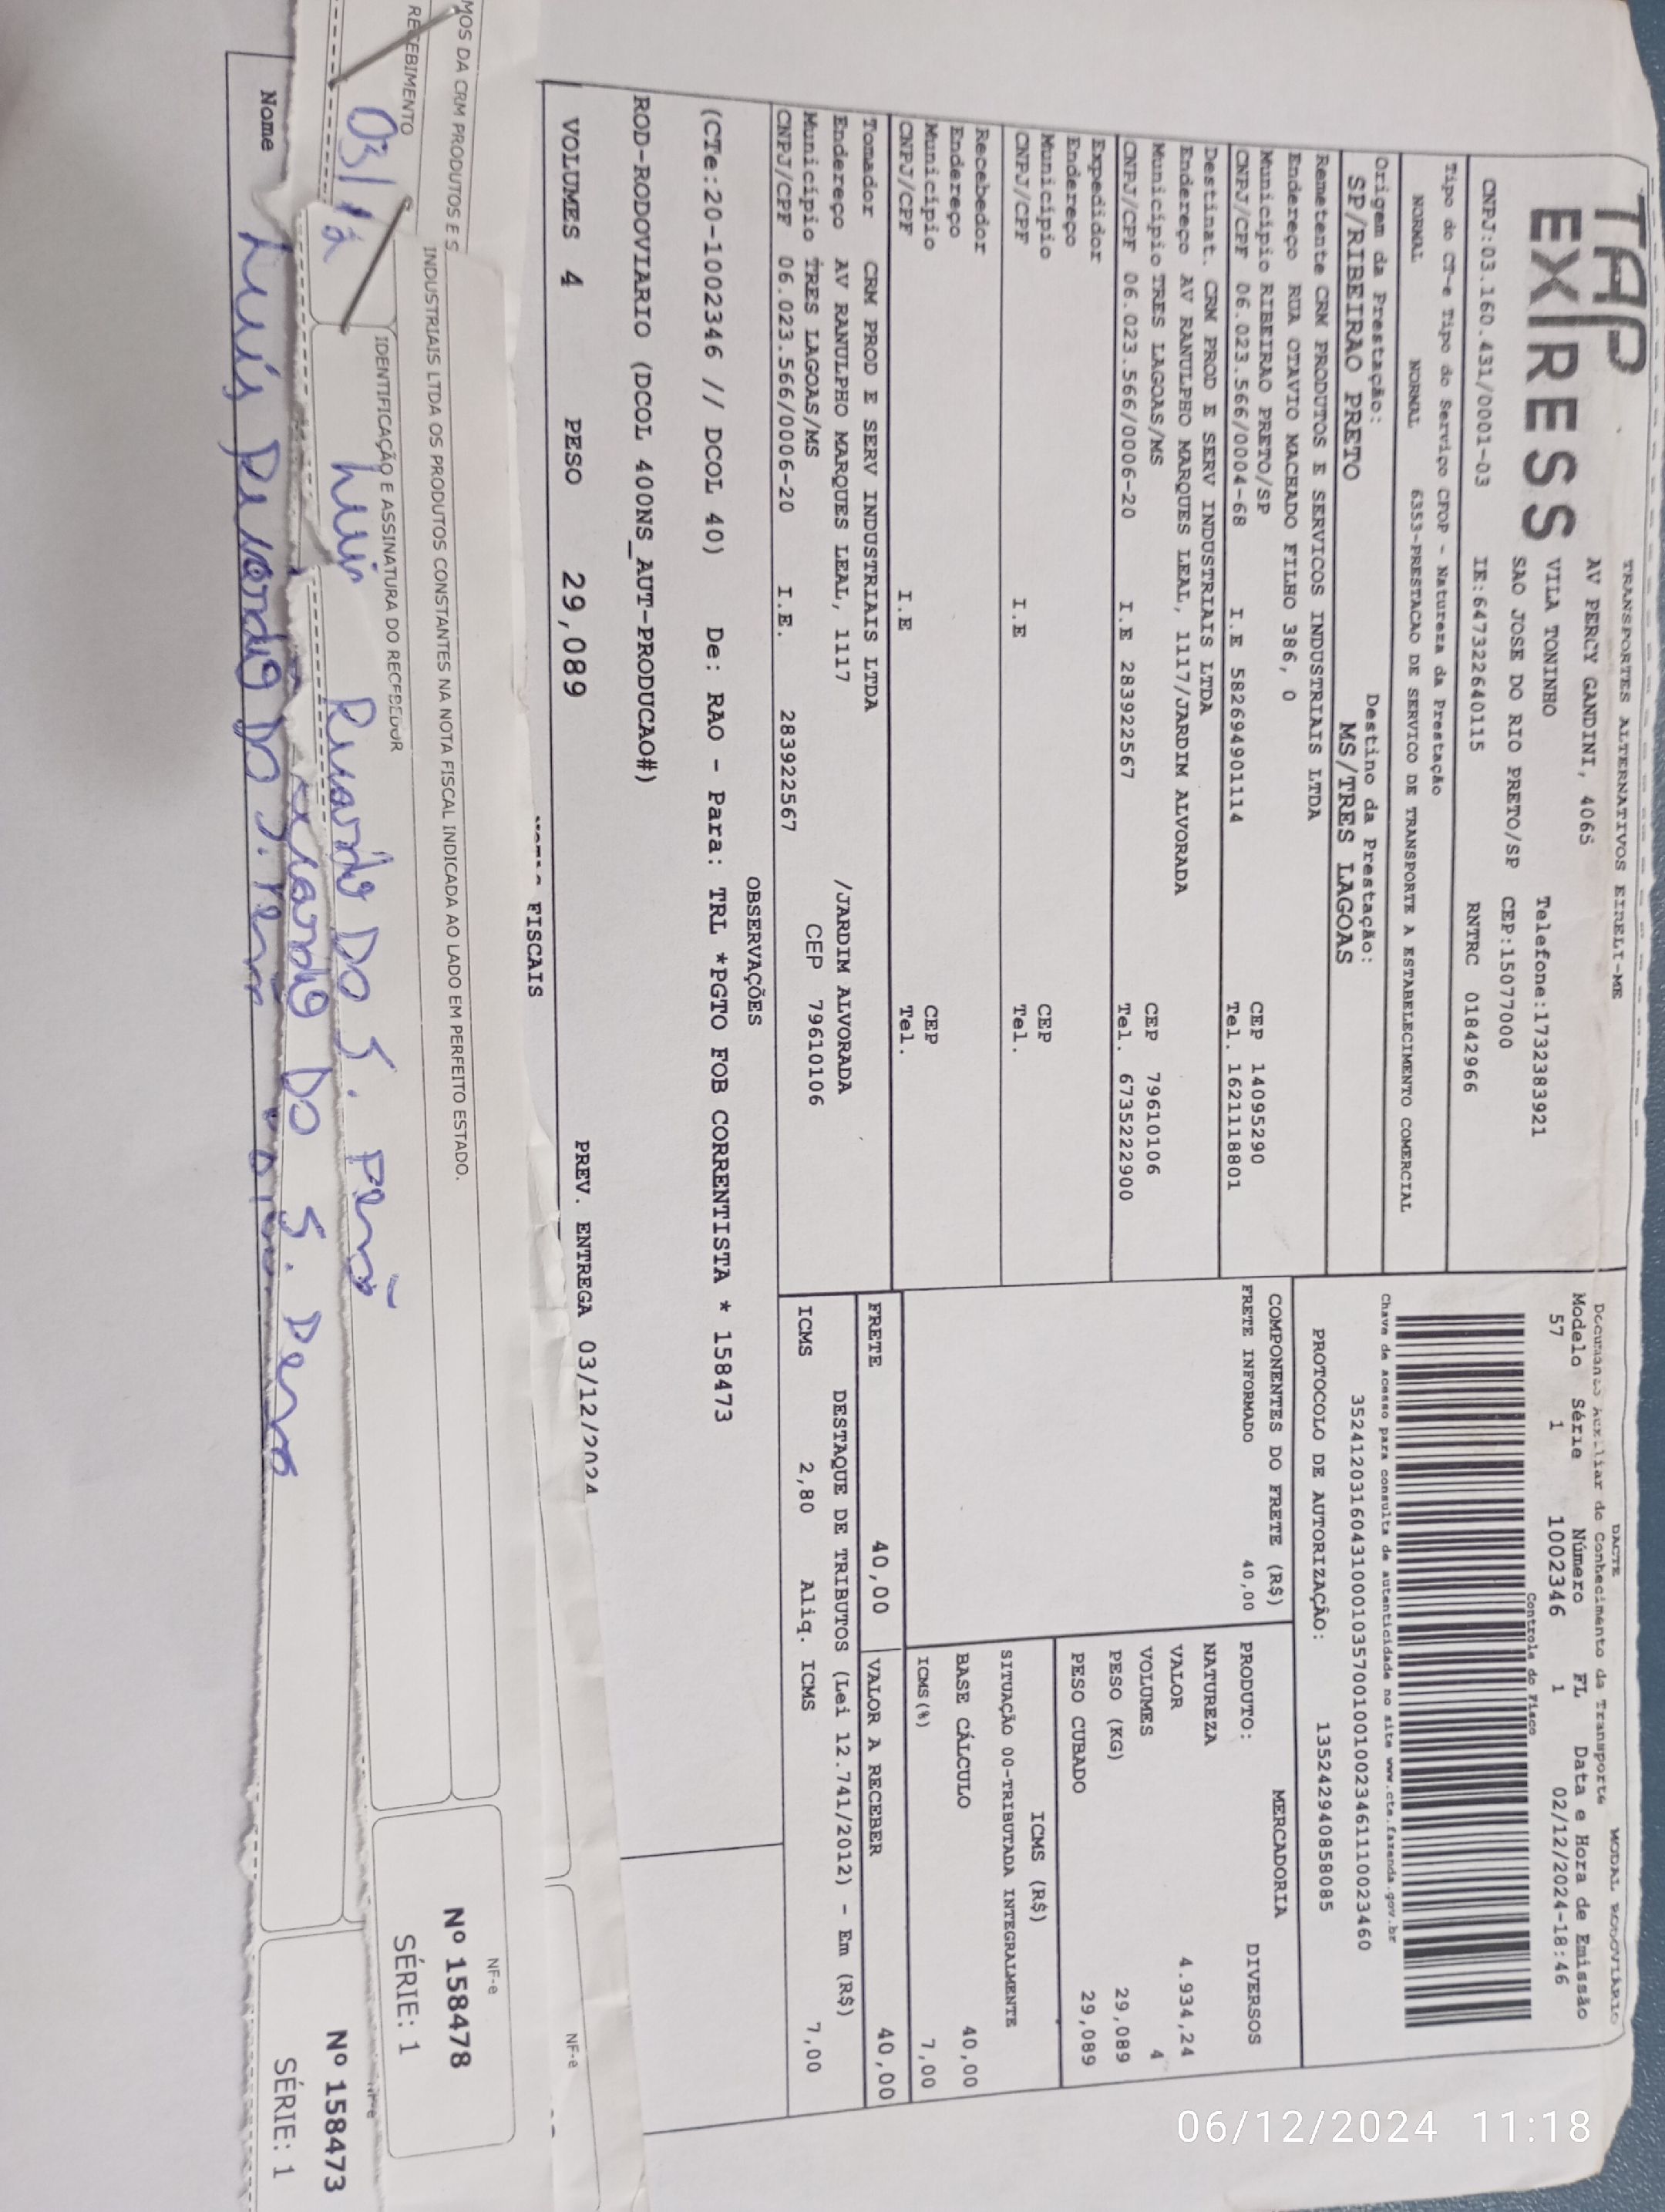 TRANSPORTES ALTERNATIVOS EIRELI-ME
TAP EXPRESS
AV PERCY GANDINI, 4065
VILA TONINHO Telefone:1732383921
SAO JOSE DO RIO PRETO/SP CEP:15077000
CNPJ:03.160.431/0001-03 IE:647322640115 RNTRC 01842966
Tipo do CT-e Tipo do Serviço CFOP - Natureza da Prestação
NORMAL NORMAL 6353-PRESTACAO DE SERVICO DE TRANSPORTE A ESTABELECIMENTO COMERCIAL
Origem da Prestação: Destino da Prestação:
SP/RIBEIRAO PRETO MS/TRES LAGOAS
Remetente CRM PRODUTOS E SERVICOS INDUSTRIAIS LTDA
Endereço RUA OTAVIO MACHADO FILHO 386, 0
Município RIBEIRAO PRETO/SP CEP 14095290
CNPJ/CPF 06.023.566/0004-68 I.E 582694901114 Tel. 1621118801
Destinat. CRM PROD E SERV INDUSTRIAIS LTDA
Endereço AV RANULPHO MARQUES LEAL, 1117/JARDIM ALVORADA
Município TRES LAGOAS/MS CEP 79610106
CNPJ/CPF 06.023.566/0006-20 I.E 283922567 Tel. 6735222900
Expedidor
Endereço
Município CEP
CNPJ/CPF I.E Tel.
Recebedor
Endereço
Município CEP
CNPJ/CPF I.E Tel.
Tomador CRM PROD E SERV INDUSTRIAIS LTDA
Endereço AV RANULPHO MARQUES LEAL, 1117 /JARDIM ALVORADA
Município TRES LAGOAS/MS CEP 79610106
CNPJ/CPF 06.023.566/0006-20 I.E. 283922567
DACTE MODAL RODOVIÁRIO
Documento Auxiliar do Conhecimento da Transporte
Modelo Série Número FL Data e Hora de Emissão
57 1 1002346 1 02/12/2024-18:46
Controle do Fisco
Chave de acesso para consulta de autenticidade no site www.cte.fazenda.gov.br
35241203160431000103570010010023461110023460
PROTOCOLO DE AUTORIZAÇÃO: 135242940858085
COMPONENTES DO FRETE (R$)
FRETE INFORMADO 40,00
MERCADORIA
PRODUTO: DIVERSOS
NATUREZA
VALOR 4.934,24
VOLUMES 4
PESO (KG) 29,089
PESO CUBADO 29,089
ICMS (R$)
SITUAÇÃO 00-TRIBUTADA INTEGRALMENTE
BASE CÁLCULO 40,00
ICMS(%) 7,00
FRETE 40,00 VALOR A RECEBER 40,00
DESTAQUE DE TRIBUTOS (Lei 12.741/2012) - Em (R$)
ICMS 2,80 Aliq. ICMS 7,00
OBSERVAÇÕES
(CTe:20-1002346 // DCOL 40) De: RAO - Para: TRL *PGTO FOB CORRENTISTA * 158473
ROD-RODOVIARIO (DCOL 400NS_AUT-PRODUCAO#)
VOLUMES 4 PESO 29,089 PREV. ENTREGA 03/12/2024
FISCAIS
NF-e
MOS DA CRM PRODUTOS E S
INDUSTRIAIS LTDA OS PRODUTOS CONSTANTES NA NOTA FISCAL INDICADA AO LADO EM PERFEITO ESTADO.
RECEBIMENTO
IDENTIFICAÇÃO E ASSINATURA DO RECEBEDOR
NF-e
Nº 158478
SÉRIE: 1
03/12 Luis Ricardo DO S.
NF-e
Nº 158473
SÉRIE: 1
Ricardo DO S.
Nome Luis Ricardo DO S.
06/12/2024 11:18